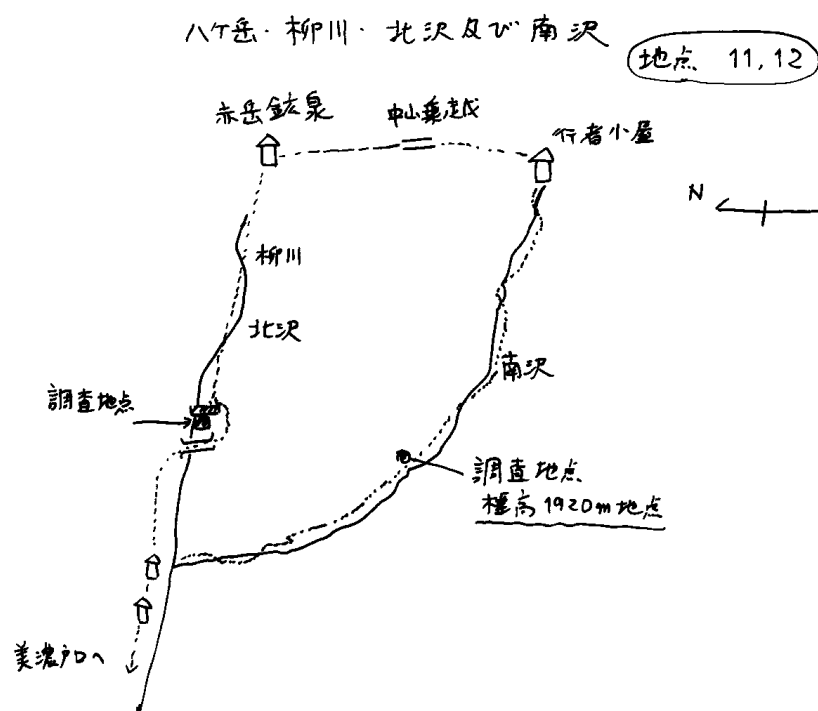 八ケ岳・柳川・北沢及び南沢
地点 11,12
赤岳鉱泉
中山乗越
行者小屋
N
柳川
北沢
南沢
調査地点
調査地点
標高1920m地点
美濃戸口へ